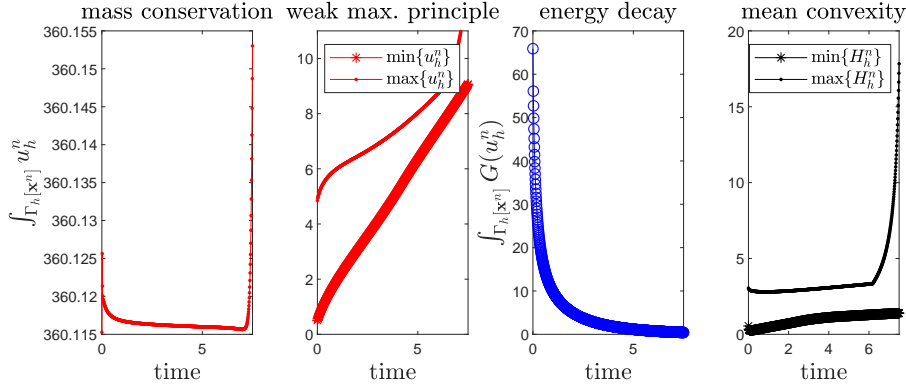 mass conservation
∫_{Γ_h[𝐱^n]} u_h^n
360.155
360.15
360.145
360.14
360.135
360.13
360.125
360.12
360.115
0
5
time
weak max. principle
min{u_h^n}
max{u_h^n}
10
8
6
4
2
0
0
5
time
energy decay
∫_{Γ_h[𝐱^n]} G(u_h^n)
70
60
50
40
30
20
10
0
0
5
time
mean convexity
min{H_h^n}
max{H_h^n}
20
15
10
5
0
0
2
4
6
time